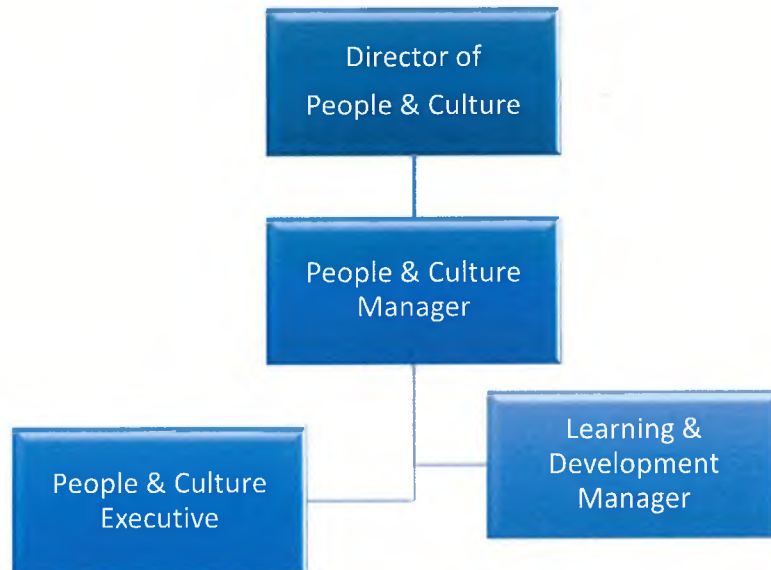 Director of
People & Culture
People & Culture
Manager
People & Culture
Executive
Learning &
Development
Manager